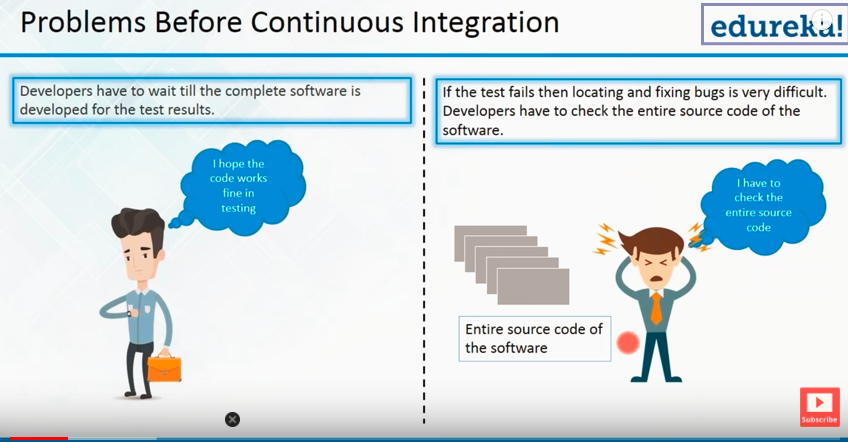 Problems Before Continuous Integration
edureka!
Developers have to wait till the complete software is
developed for the test results.
I hope the
code works
fine in
testing
If the test fails then locating and fixing bugs is very difficult.
Developers have to check the entire source code of the
software.
I have to
check the
entire source
code
Entire source code of
the software
Subscribe